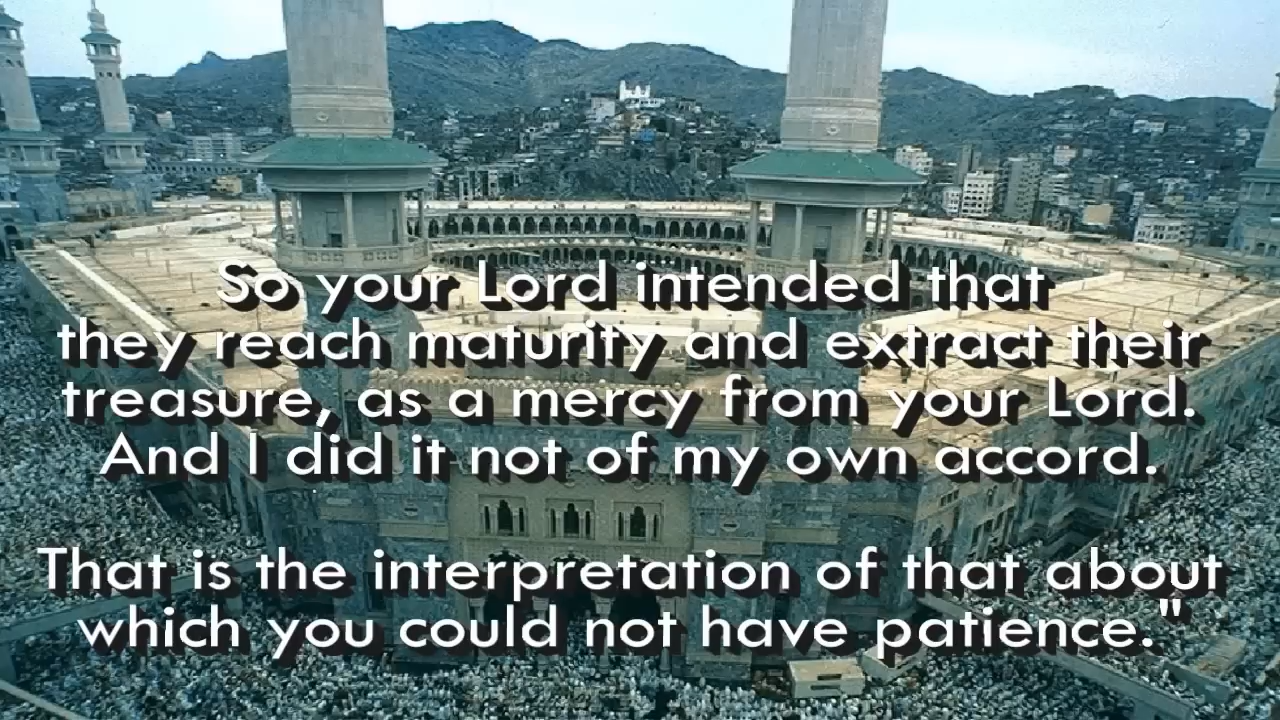 So your Lord intended that
they reach maturity and extract their
treasure, as a mercy from your Lord.
And I did it not of my own accord.
That is the interpretation of that about
which you could not have patience."